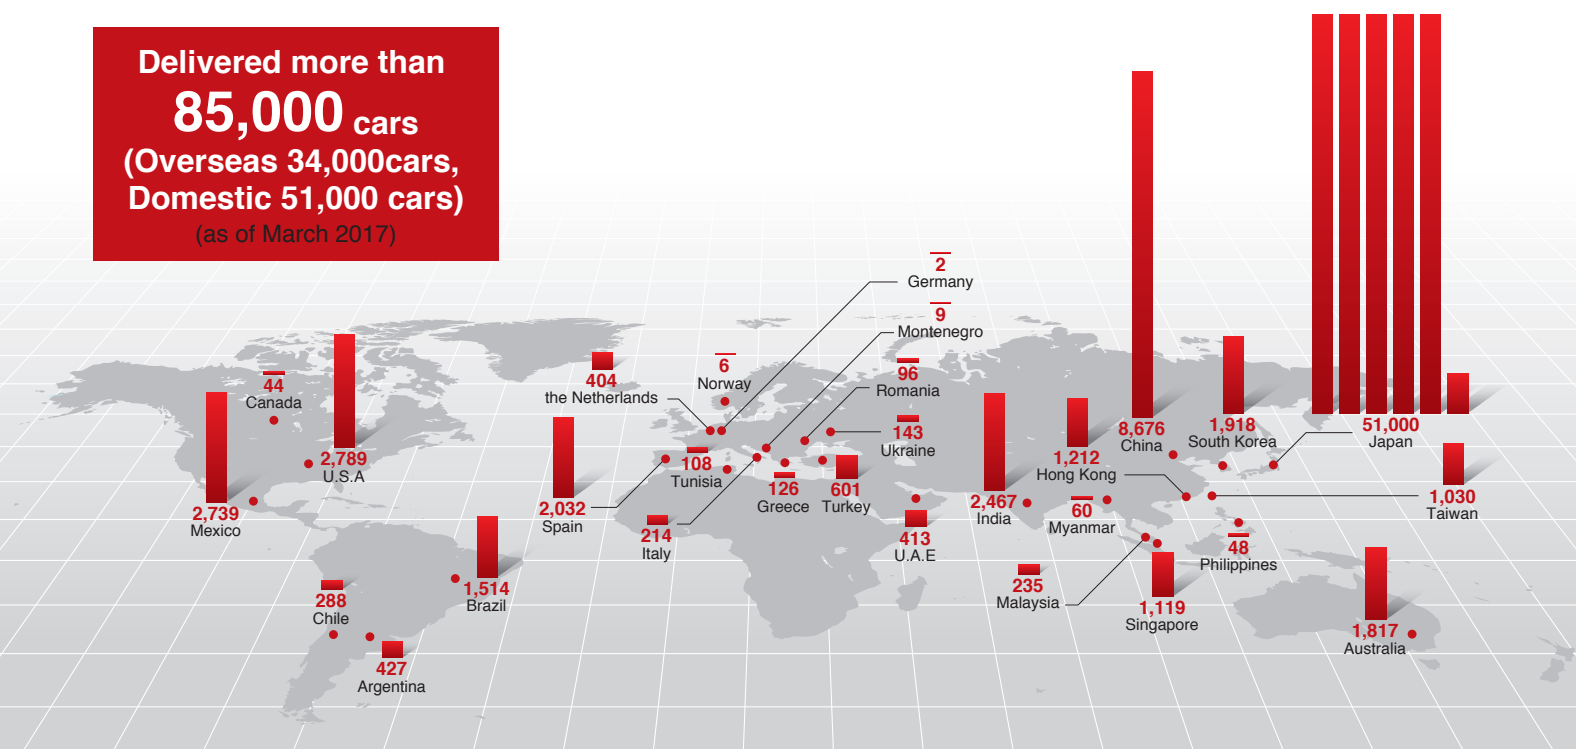 Delivered more than
85,000 cars
(Overseas 34,000cars,
Domestic 51,000 cars)
(as of March 2017)
2
Germany
9
Montenegro
6
Norway
404
the Netherlands
96
Romania
44
Canada
143
Ukraine
2,789
U.S.A
8,676
China
1,918
South Korea
51,000
Japan
108
Tunisia
1,212
Hong Kong
126
Greece
601
Turkey
2,739
Mexico
2,032
Spain
2,467
India
60
Myanmar
1,030
Taiwan
214
Italy
413
U.A.E
48
Philippines
1,514
Brazil
235
Malaysia
288
Chile
1,119
Singapore
1,817
Australia
427
Argentina